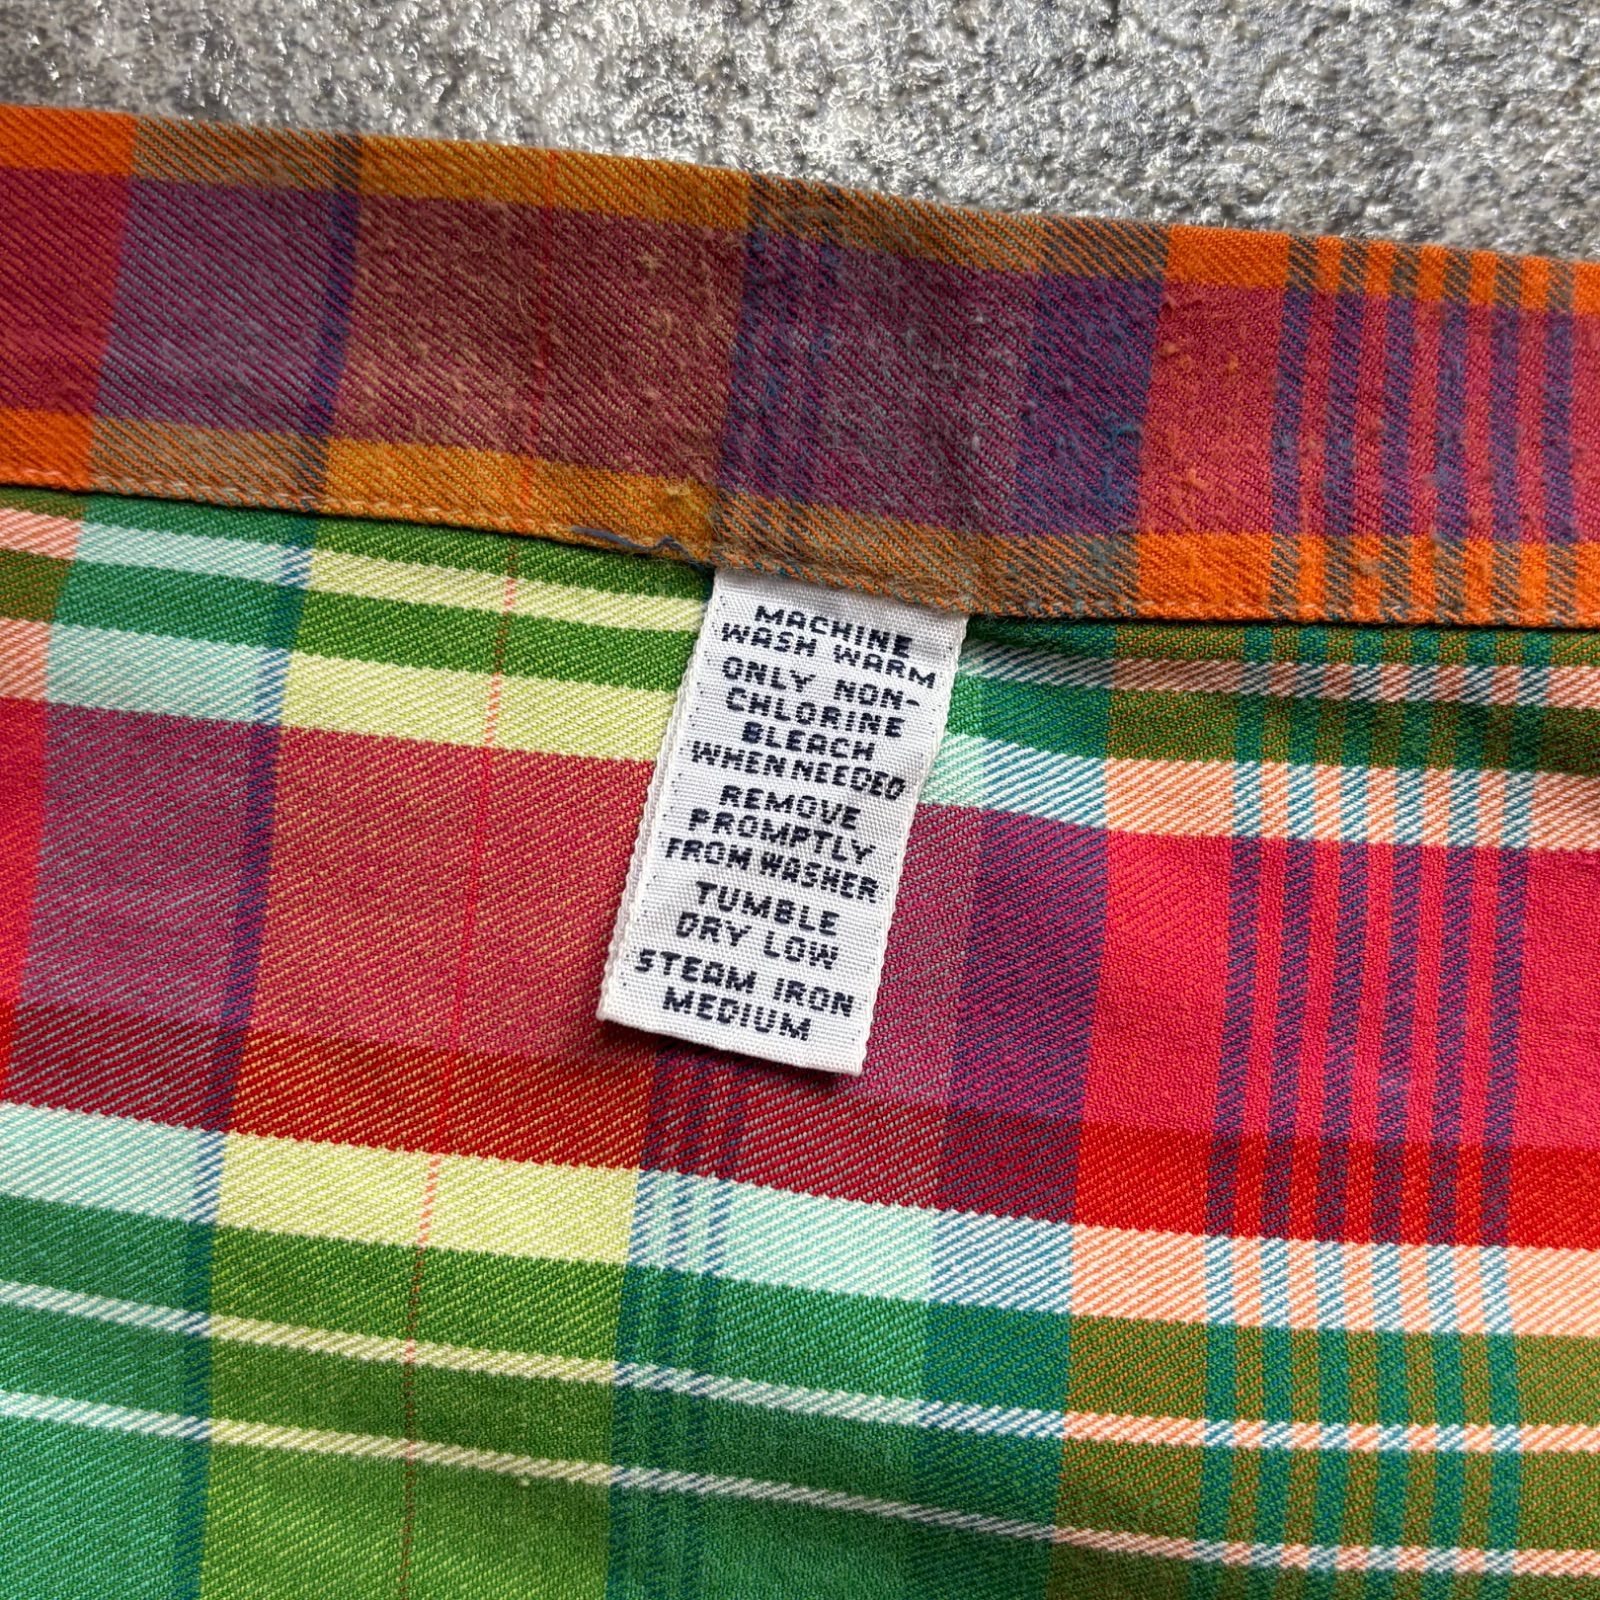 MACHINE
WASH WARM
ONLY NON-
CHLORINE
BLEACH
WHEN NEEDED
REMOVE
PROMPTLY
FROM WASHER
TUMBLE
DRY LOW
STEAM IRON
MEDIUM